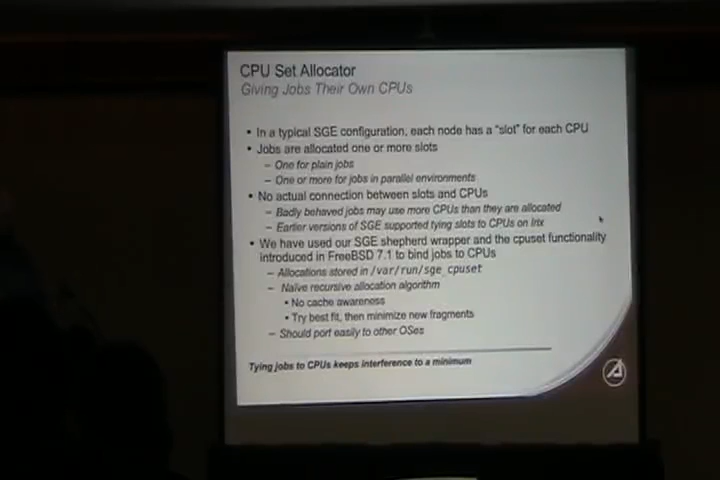 CPU Set Allocator
Giving Jobs Their Own CPUs
• In a typical SGE configuration, each node has a "slot" for each CPU
• Jobs are allocated one or more slots
– One for plain jobs
– One or more for jobs in parallel environments
• No actual connection between slots and CPUs
– Badly behaved jobs may use more CPUs than they are allocated
– Earlier versions of SGE supported tying slots to CPUs on Irix
• We have used our SGE shepherd wrapper and the cpuset functionality
introduced in FreeBSD 7.1 to bind jobs to CPUs
– Allocations stored in /var/run/sge_cpuset
– Naïve recursive allocation algorithm
• No cache awareness
• Try best fit, then minimize new fragments
– Should port easily to other OSes
Tying jobs to CPUs keeps interference to a minimum